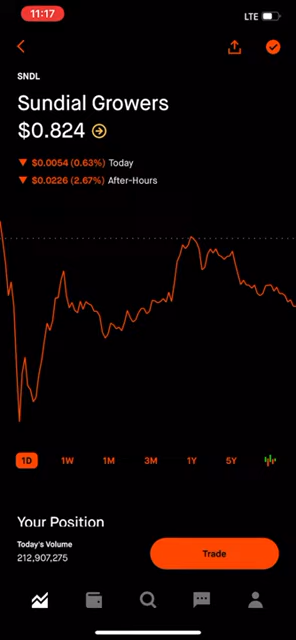 11:17
LTE
SNDL
Sundial Growers
$0.824
▼ $0.0054 (0.63%) Today
▼ $0.0226 (2.67%) After-Hours
1D 1W 1M 3M 1Y 5Y
Your Position
Today's Volume
212,907,275
Trade